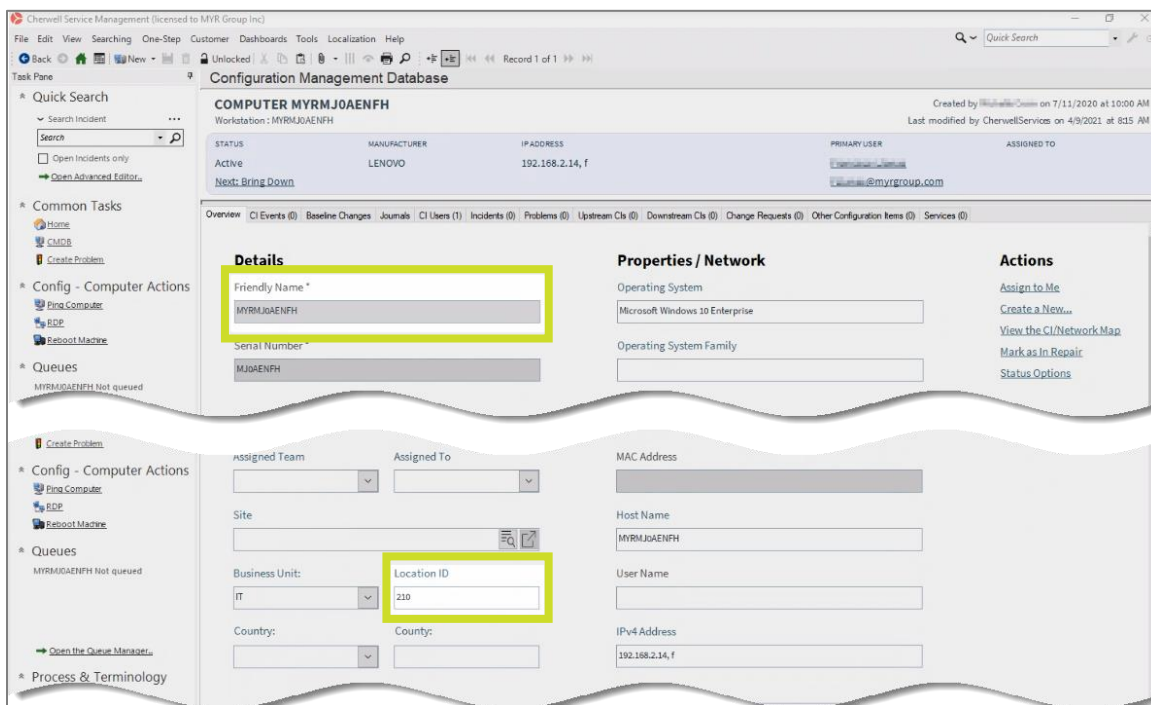 Cherwell Service Management (licensed to MYR Group Inc)
File Edit View Searching One-Step Customer Dashboards Tools Localization Help
Quick Search
Back New Unlocked Record 1 of 1
Task Pane
Configuration Management Database
Quick Search
Search Incident
Search
Open Incidents only
Open Advanced Editor..
Common Tasks
Home
CMDB
Create Problem
Config - Computer Actions
Ping Computer
RDP
Reboot Machine
Queues
MYRMJ0AENFH Not queued
COMPUTER MYRMJ0AENFH
Workstation : MYRMJ0AENFH
Created by on 7/11/2020 at 10:00 AM
Last modified by CherwellServices on 4/9/2021 at 8:15 AM
STATUS MANUFACTURER IP ADDRESS PRIMARY USER ASSIGNED TO
Active LENOVO 192.168.2.14, f
Next: Bring Down @myrgroup.com
Overview CI Events (0) Baseline Changes Journals CI Users (1) Incidents (0) Problems (0) Upstream CIs (0) Downstream CIs (0) Change Requests (0) Other Configuration Items (0) Services (0)
Details
Friendly Name *
MYRMJ0AENFH
Serial Number *
MJ0AENFH
Properties / Network
Operating System
Microsoft Windows 10 Enterprise
Operating System Family
Actions
Assign to Me
Create a New...
View the CI/Network Map
Mark as In Repair
Status Options
Create Problem
Config - Computer Actions
Ping Computer
RDP
Reboot Machine
Queues
MYRMJ0AENFH Not queued
Open the Queue Manager..
Process & Terminology
Assigned Team Assigned To
Site
Business Unit: Location ID
IT 210
Country: County:
MAC Address
Host Name
MYRMJ0AENFH
User Name
IPv4 Address
192.168.2.14, f